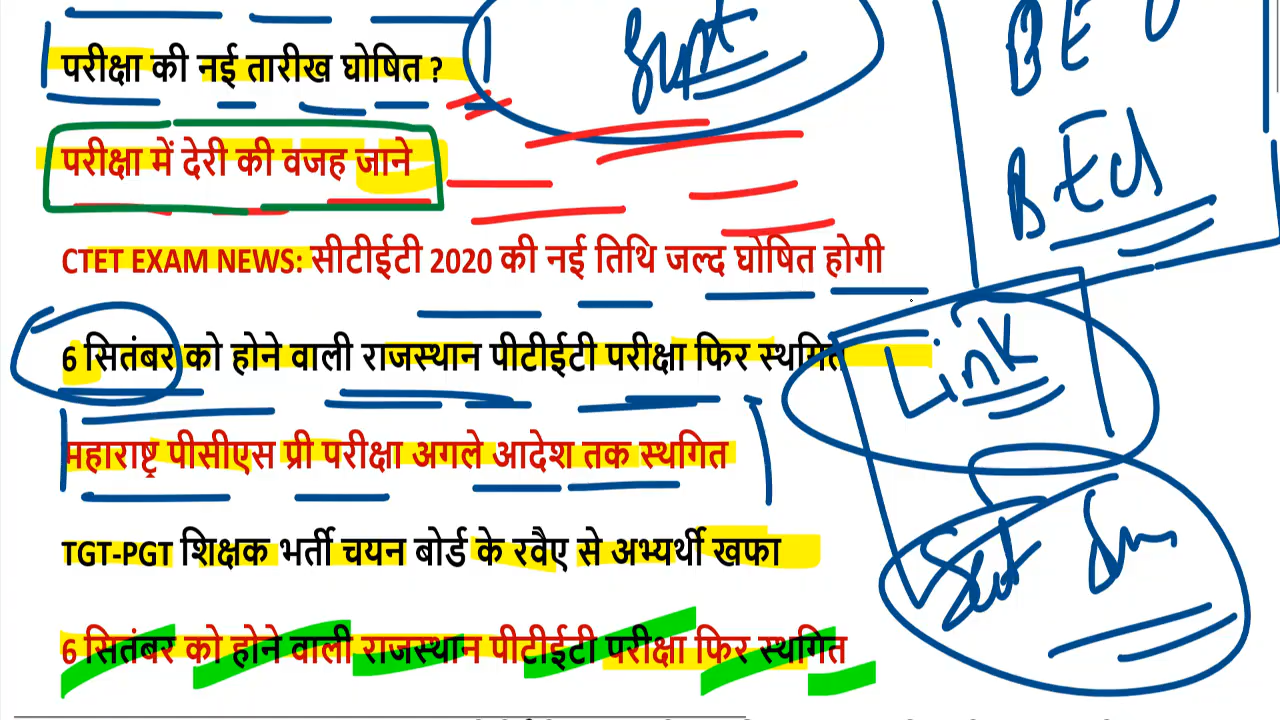 परीक्षा की नई तारीख घोषित ?
Sept
BE
BEd
परीक्षा में देरी की वजह जाने
CTET EXAM NEWS: सीटीईटी 2020 की नई तिथि जल्द घोषित होगी
6 सितंबर को होने वाली राजस्थान पीटीईटी परीक्षा फिर स्थगित
Link
महाराष्ट्र पीसीएस प्री परीक्षा अगले आदेश तक स्थगित
TGT-PGT शिक्षक भर्ती चयन बोर्ड के रवैए से अभ्यर्थी खफा
6 सितंबर को होने वाली राजस्थान पीटीईटी परीक्षा फिर स्थगित